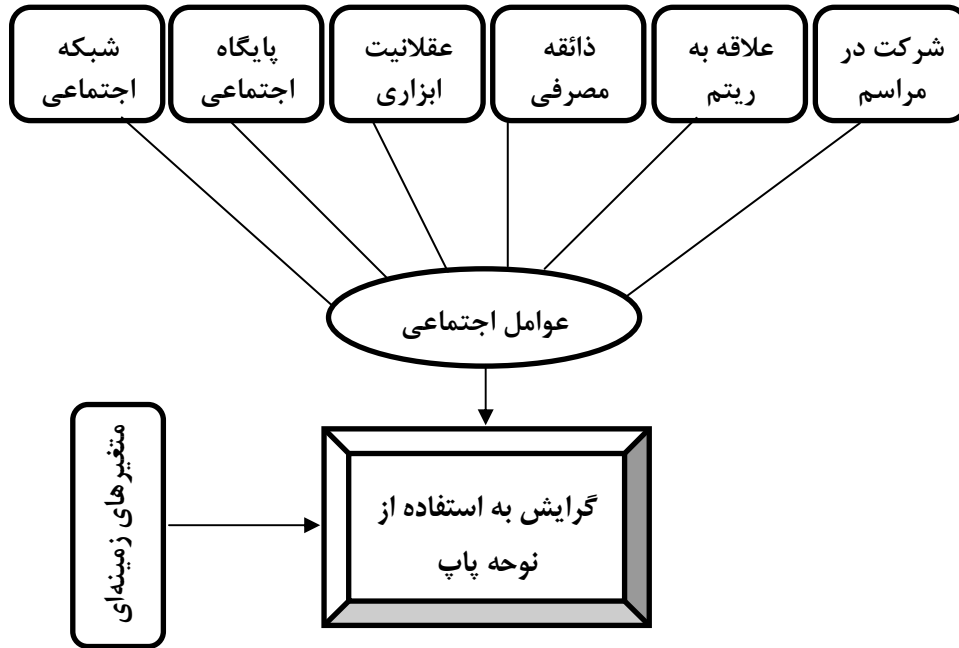 شرکت در
مراسم
علاقه به
ریتم
ذائقه
مصرفی
عقلانیت
ابزاری
پایگاه
اجتماعی
شبکه
اجتماعی
عوامل اجتماعی
گرایش به استفاده از
نوحه پاپ
متغیرهای زمینه‌ای